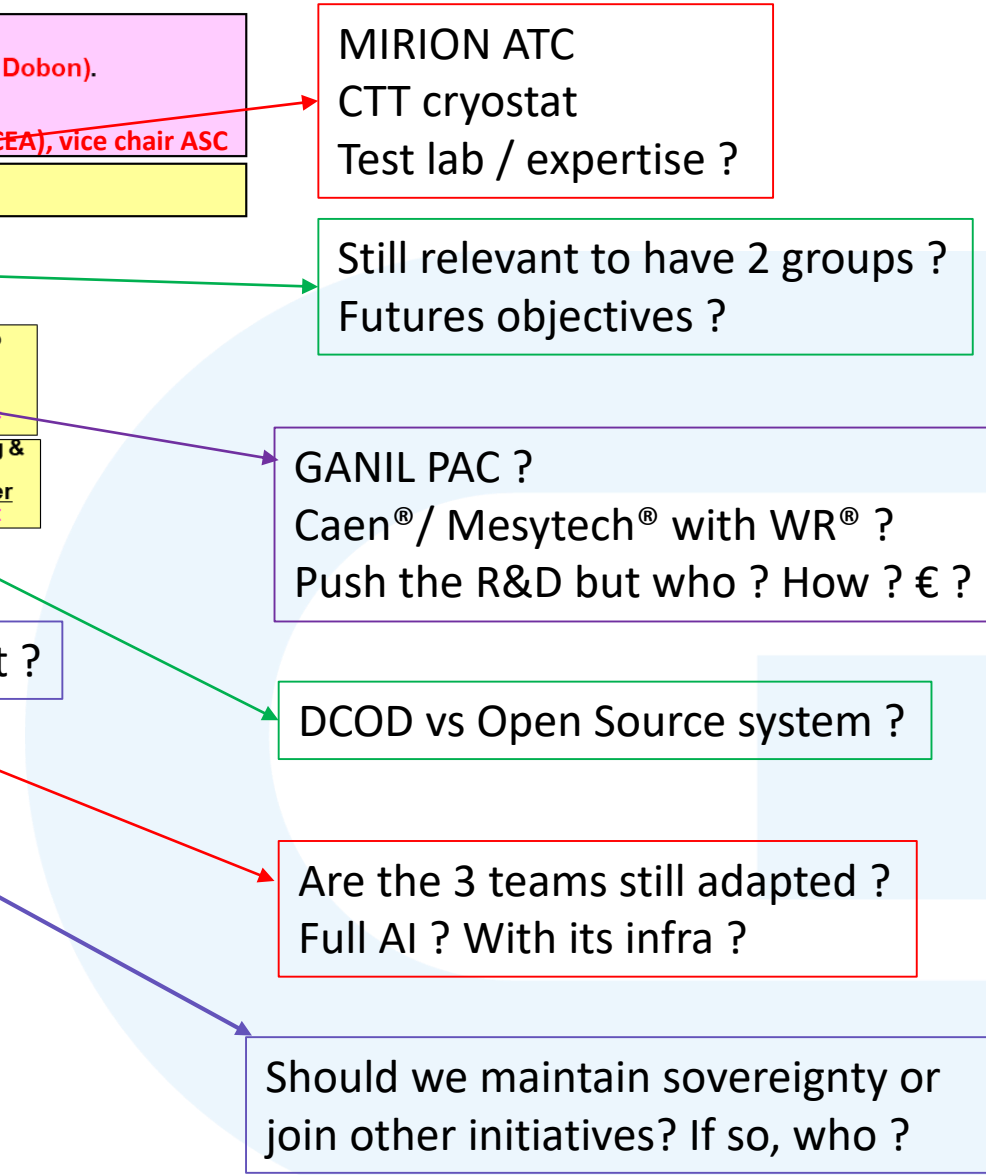 Dobon).
CEA), vice chair ASC
MIRION ATC
CTT cryostat
Test lab / expertise ?
Still relevant to have 2 groups ?
Futures objectives ?
g &
er
GANIL PAC ?
Caen®/ Mesytech® with WR® ?
Push the R&D but who ? How ? € ?
t ?
DCOD vs Open Source system ?
Are the 3 teams still adapted ?
Full AI ? With its infra ?
Should we maintain sovereignty or
join other initiatives? If so, who ?